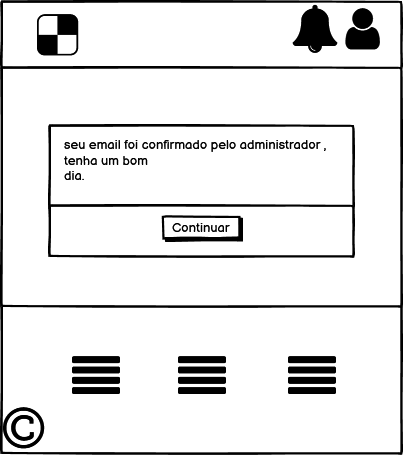 seu email foi confirmado pelo administrador ,
tenha um bom
dia.
Continuar
©